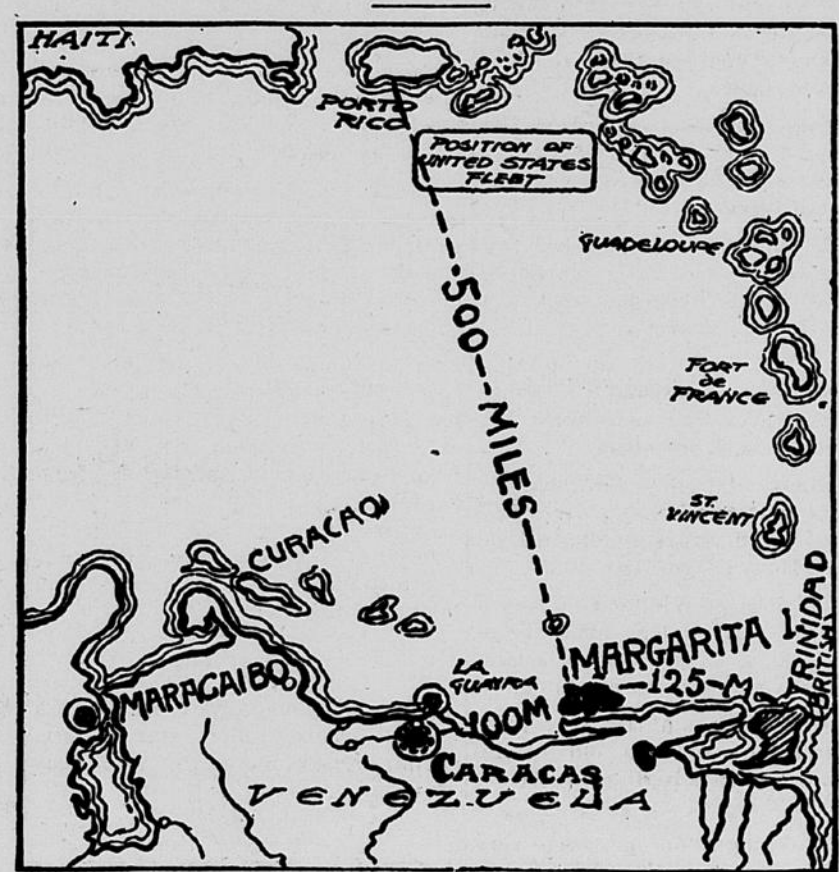 HAITI
PORTO
RICO
POSITION OF
UNITED STATES
FLEET
GUADELOUPE
500 MILES
FORT
de
FRANCE
ST.
VINCENT
CURACAO
TRINDAD
(BRITISH)
MARGARITA I.
125-M
MARACAIBO
LA
GUAYRA
100M
CARACAS
VENEZUELA